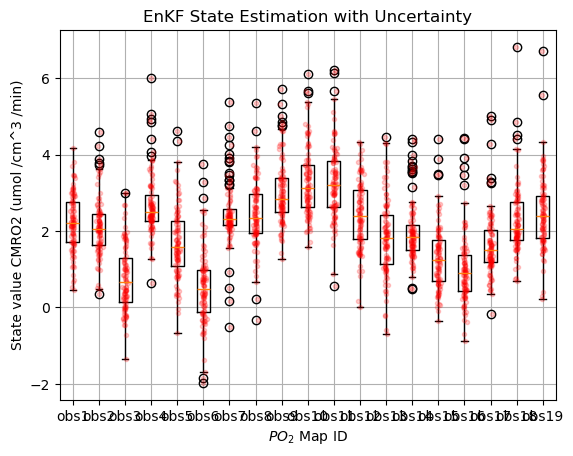 EnKF State Estimation with Uncertainty
State value CMRO2 (umol /cm^3 /min)
6
4
2
0
−2
obs1 obs2 obs3 obs4 obs5 obs6 obs7 obs8 obs9 obs10 obs11 obs12 obs13 obs14 obs15 obs16 obs17 obs18 obs19
PO2 Map ID